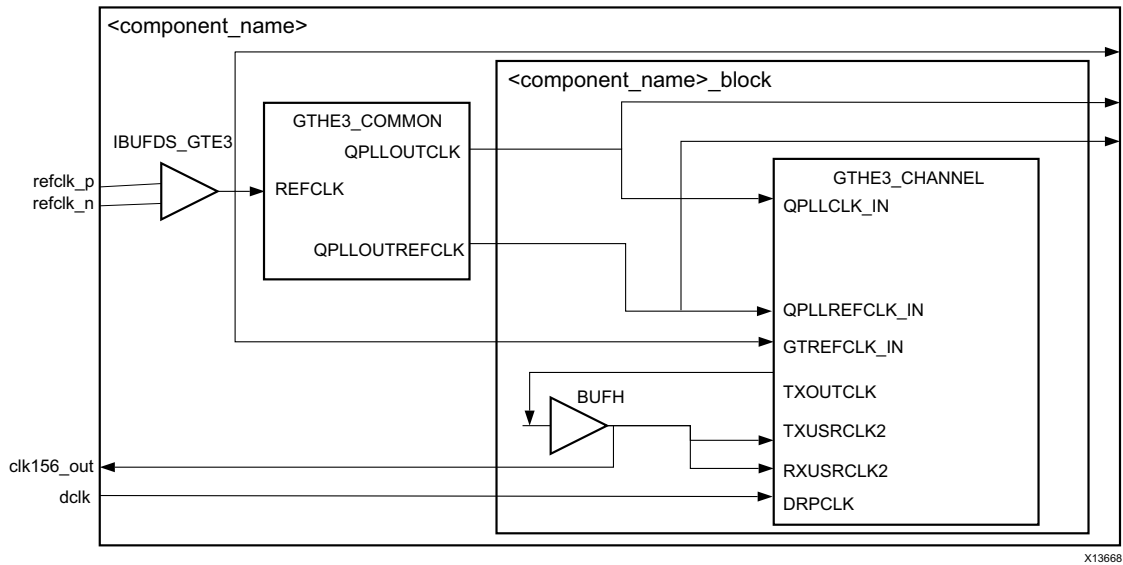 <component_name>
<component_name>_block
GTHE3_COMMON
IBUFDS_GTE3
QPLLOUTCLK
refclk_p
refclk_n
REFCLK
QPLLOUTREFCLK
GTHE3_CHANNEL
QPLLCLK_IN
QPLLREFCLK_IN
GTREFCLK_IN
TXOUTCLK
BUFH
TXUSRCLK2
RXUSRCLK2
clk156_out
dclk
DRPCLK
X13668